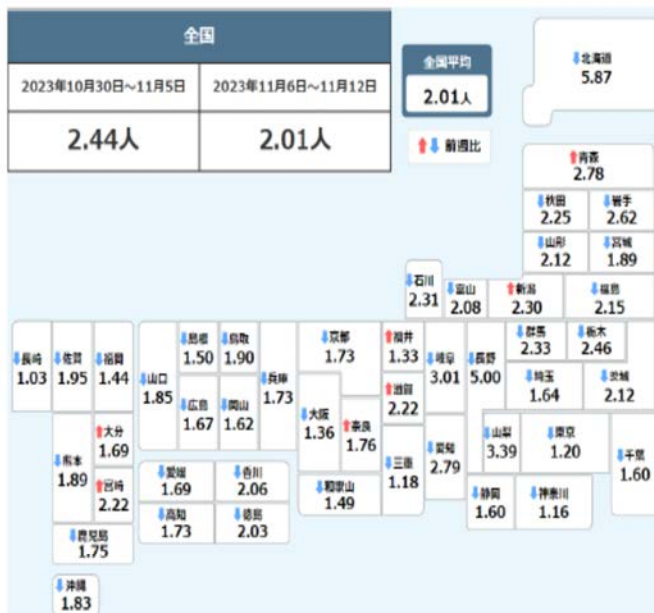 全国
2023年10月30日～11月5日 2023年11月6日～11月12日
2.44人 2.01人
全国平均
2.01人
前週比
北海道
5.87
青森
2.78
秋田 岩手
2.25 2.62
山形 宮城
2.12 1.89
石川
2.31
富山 新潟 福島
2.08 2.30 2.15
長崎 佐賀 福岡
1.03 1.95 1.44
山口
1.85
島根 鳥取
1.50 1.90
兵庫
1.73
京都
1.73
福井
1.33
岐阜
3.01
長野
5.00
群馬 栃木
2.33 2.46
広島 岡山
1.67 1.62
滋賀
2.22
埼玉 茨城
1.64 2.12
大阪
1.36
奈良
1.76
大分
1.69
熊本
1.89
宮崎
2.22
三重
1.18
愛知
2.79
山梨
3.39
東京
1.20
千葉
1.60
愛媛 香川
1.69 2.06
和歌山
1.49
静岡 神奈川
1.60 1.16
高知 徳島
1.73 2.03
鹿児島
1.75
沖縄
1.83